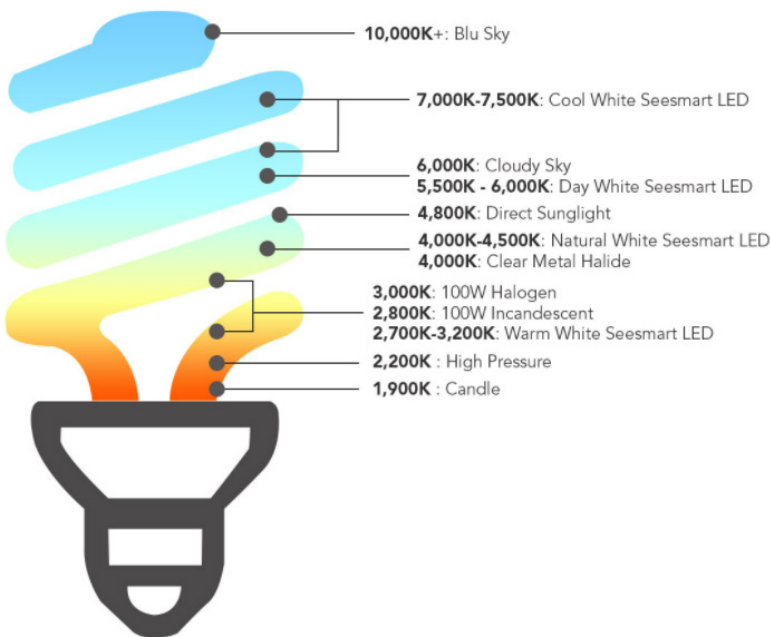 10,000K+: Blu Sky
7,000K-7,500K: Cool White Seesmart LED
6,000K: Cloudy Sky
5,500K - 6,000K: Day White Seesmart LED
4,800K: Direct Sunglight
4,000K-4,500K: Natural White Seesmart LED
4,000K: Clear Metal Halide
3,000K: 100W Halogen
2,800K: 100W Incandescent
2,700K-3,200K: Warm White Seesmart LED
2,200K : High Pressure
1,900K : Candle